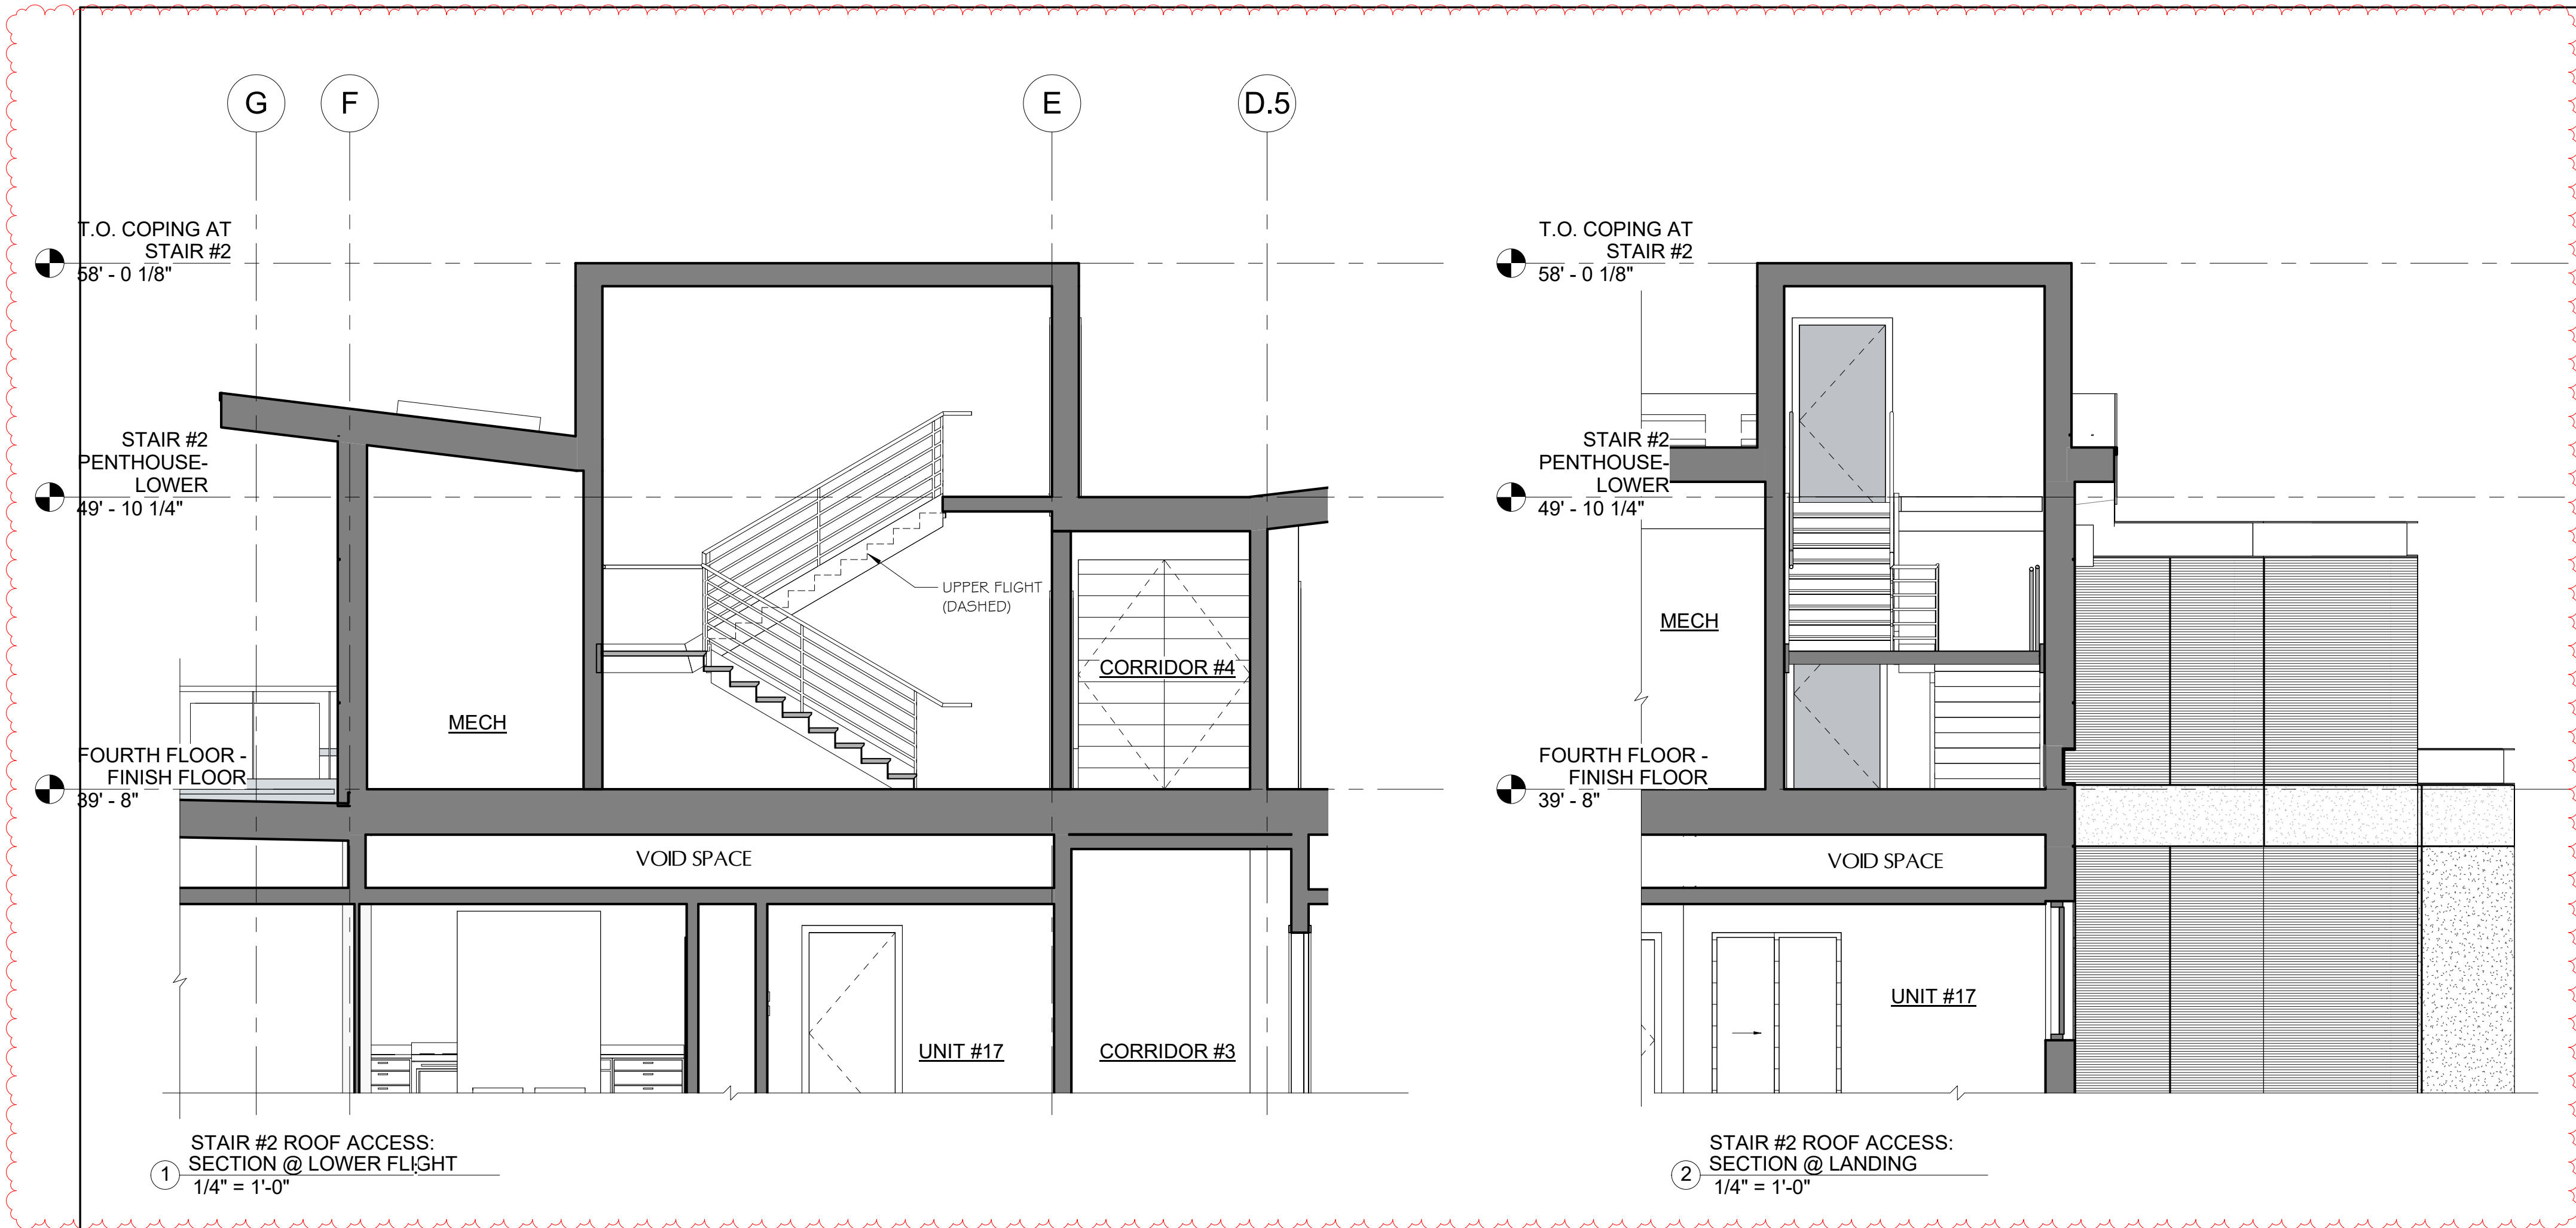 G
F
E
D.5
T.O. COPING AT
STAIR #2
58' - 0 1/8"
STAIR #2
PENTHOUSE-
LOWER
49' - 10 1/4"
UPPER FLIGHT
(DASHED)
CORRIDOR #4
MECH
FOURTH FLOOR -
FINISH FLOOR
39' - 8"
VOID SPACE
UNIT #17
CORRIDOR #3
STAIR #2 ROOF ACCESS:
1 SECTION @ LOWER FLIGHT
1/4" = 1'-0"
T.O. COPING AT
STAIR #2
58' - 0 1/8"
STAIR #2
PENTHOUSE-
LOWER
49' - 10 1/4"
MECH
FOURTH FLOOR -
FINISH FLOOR
39' - 8"
VOID SPACE
UNIT #17
STAIR #2 ROOF ACCESS:
2 SECTION @ LANDING
1/4" = 1'-0"